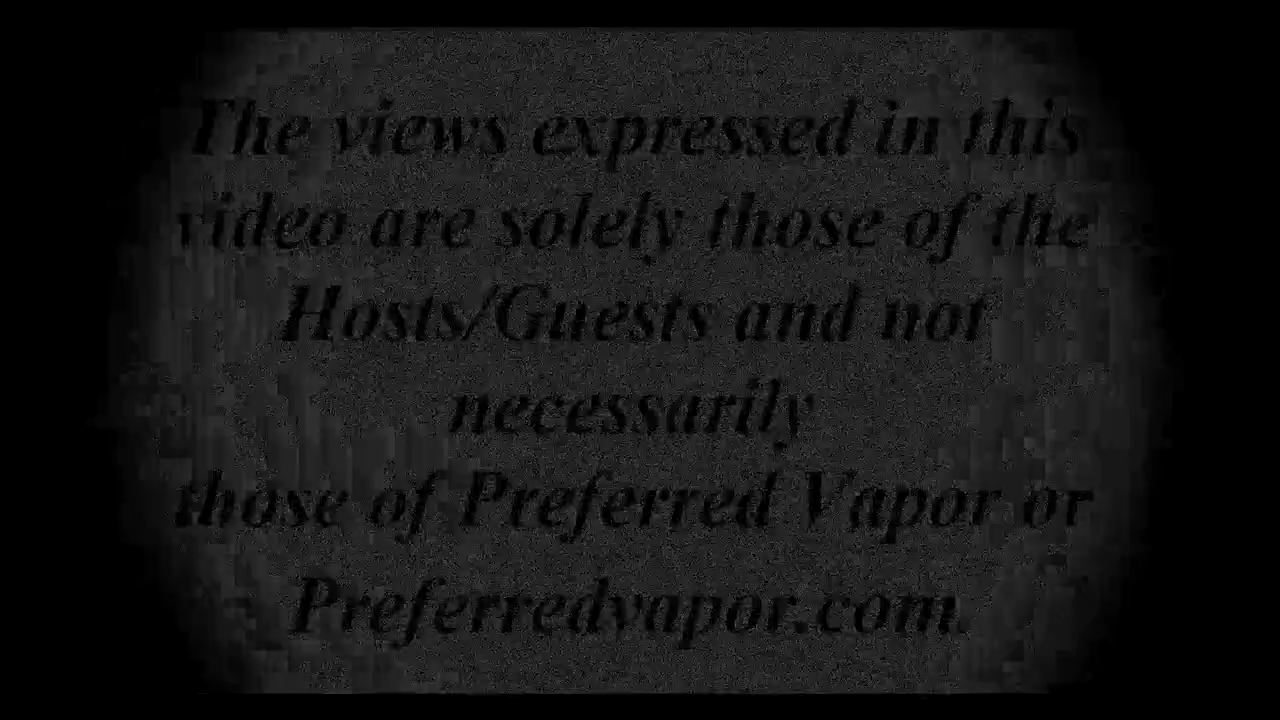 The views expressed in this
video are solely those of the
Hosts/Guests and not
necessarily
those of Preferred Vapor or
Preferredvapor.com.